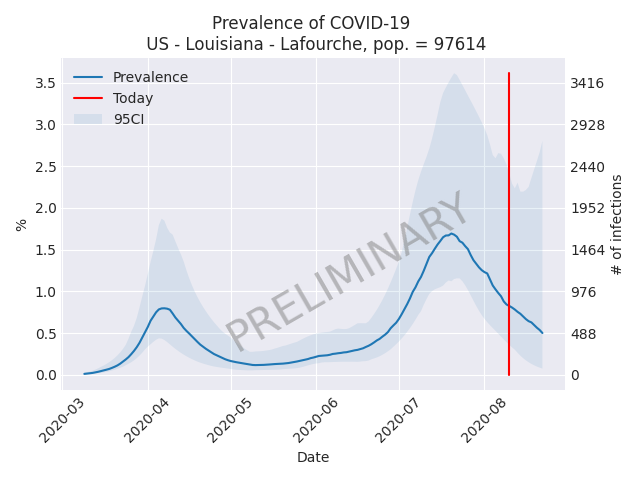 Prevalence of COVID-19
US - Louisiana - Lafourche, pop. = 97614
Prevalence
Today
95CI
PRELIMINARY
%
3.5
3.0
2.5
2.0
1.5
1.0
0.5
0.0
3416
2928
2440
1952
1464
976
488
0
# of infections
2020-03
2020-04
2020-05
2020-06
2020-07
2020-08
Date